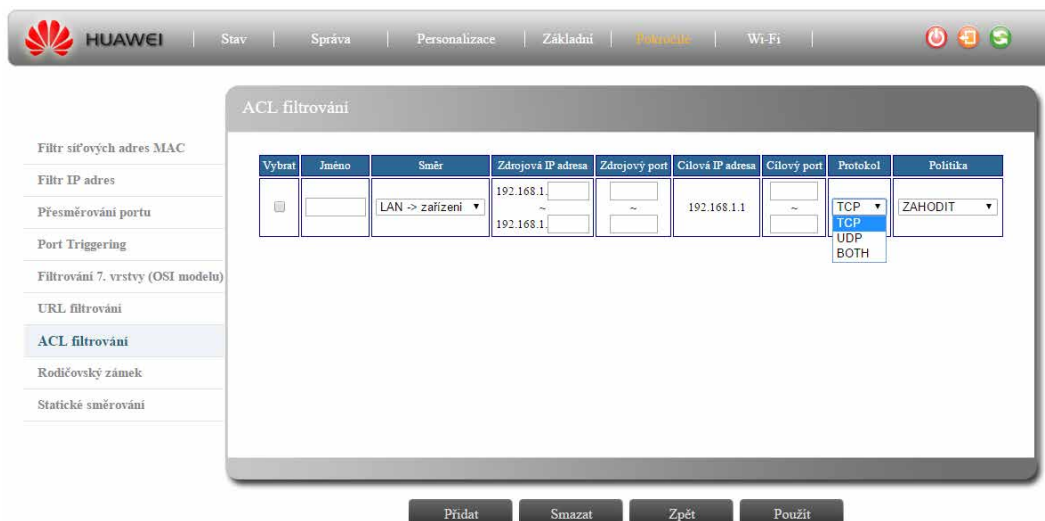 HUAWEI | Stav | Správa | Personalizace | Základní | Pokročilé | Wi-Fi |
ACL filtrování
Filtr síťových adres MAC
Filtr IP adres
Přesměrování portu
Port Triggering
Filtrování 7. vrstvy (OSI modelu)
URL filtrování
ACL filtrování
Rodičovský zámek
Statické směrování
Vybrat Jméno Směr Zdrojová IP adresa Zdrojový port Cílová IP adresa Cílový port Protokol Politika
192.168.1.
LAN -> zařízení ~ ~ 192.168.1.1 ~ TCP ZAHODIT
192.168.1.
TCP
UDP
BOTH
Přidat Smazat Zpět Použít